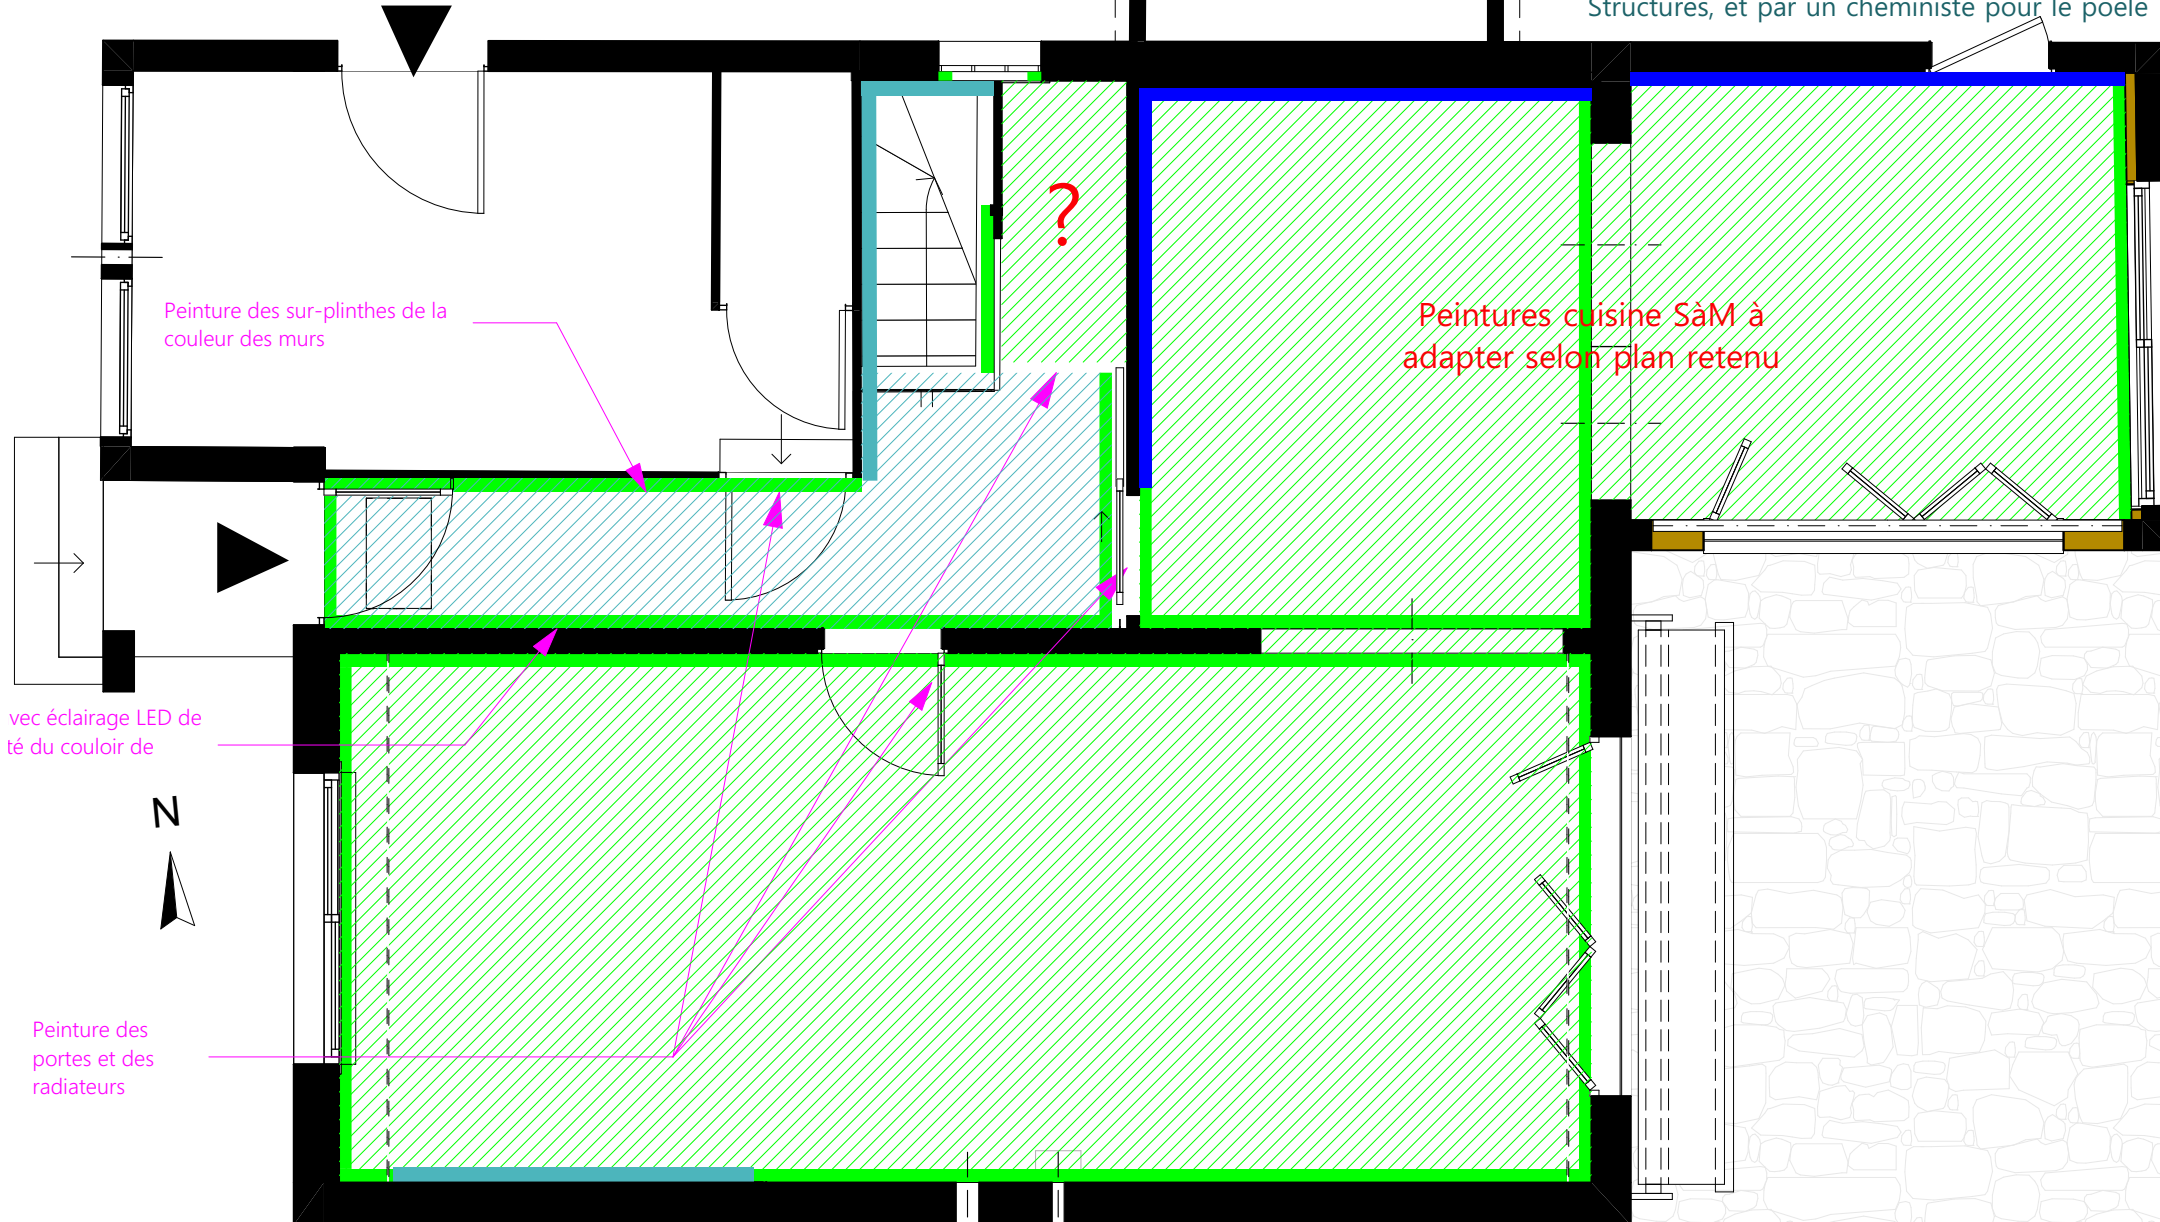 Structures, et par un cheministe pour le poêle
?
Peinture des sur-plinthes de la
couleur des murs
Peintures cuisine SàM à
adapter selon plan retenu
vec éclairage LED de
té du couloir de
N
Peinture des
portes et des
radiateurs